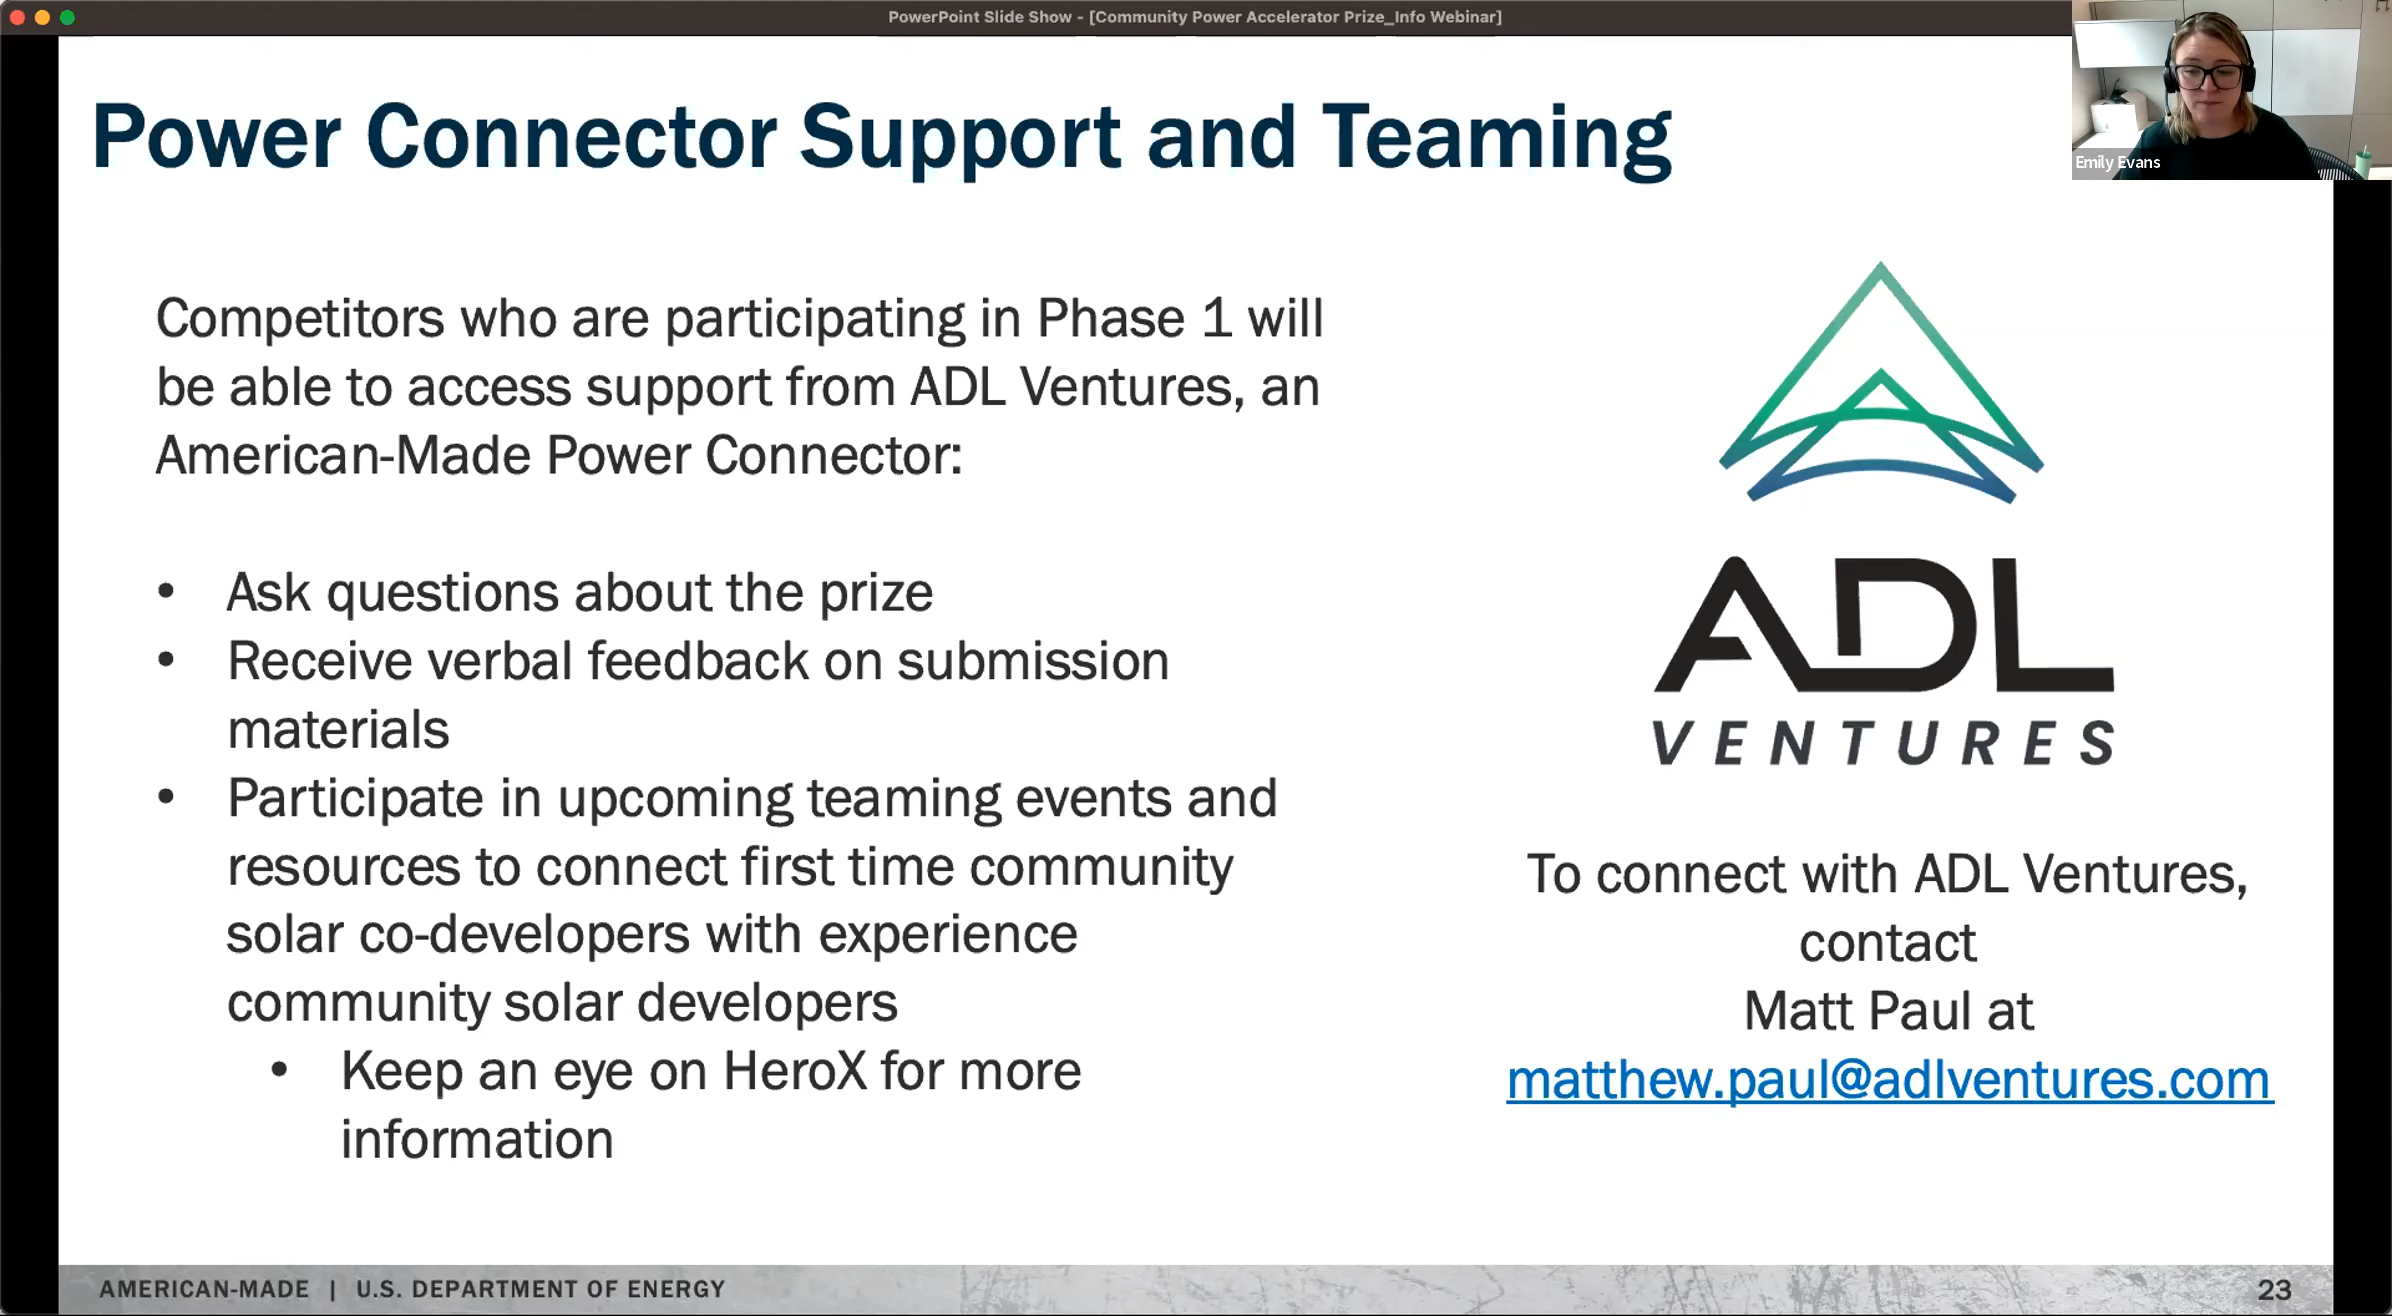 PowerPoint Slide Show - [Community Power Accelerator Prize_Info Webinar]
Emily Evans
Power Connector Support and Teaming
Competitors who are participating in Phase 1 will
be able to access support from ADL Ventures, an
American-Made Power Connector:
• Ask questions about the prize
• Receive verbal feedback on submission
materials
• Participate in upcoming teaming events and
resources to connect first time community
solar co-developers with experience
community solar developers
• Keep an eye on HeroX for more
information
ADL
VENTURES
To connect with ADL Ventures,
contact
Matt Paul at
matthew.paul@adlventures.com
AMERICAN-MADE | U.S. DEPARTMENT OF ENERGY
23